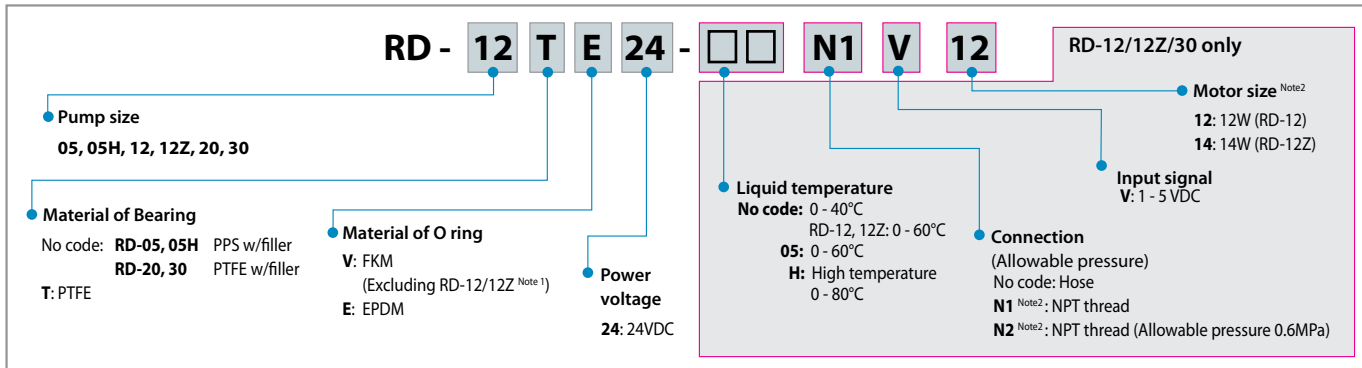 RD - 12 T E 24 - □□ N1 V 12
RD-12/12Z/30 only
Pump size
05, 05H, 12, 12Z, 20, 30
Material of Bearing
No code: RD-05, 05H PPS w/filler
RD-20, 30 PTFE w/filler
T: PTFE
Material of O ring
V: FKM
(Excluding RD-12/12Z Note 1)
E: EPDM
Power
voltage
24: 24VDC
Liquid temperature
No code: 0 - 40°C
RD-12, 12Z: 0 - 60°C
05: 0 - 60°C
H: High temperature
0 - 80°C
Connection
(Allowable pressure)
No code: Hose
N1 Note2: NPT thread
N2 Note2: NPT thread (Allowable pressure 0.6MPa)
Input signal
V: 1 - 5 VDC
Motor size Note2
12: 12W (RD-12)
14: 14W (RD-12Z)